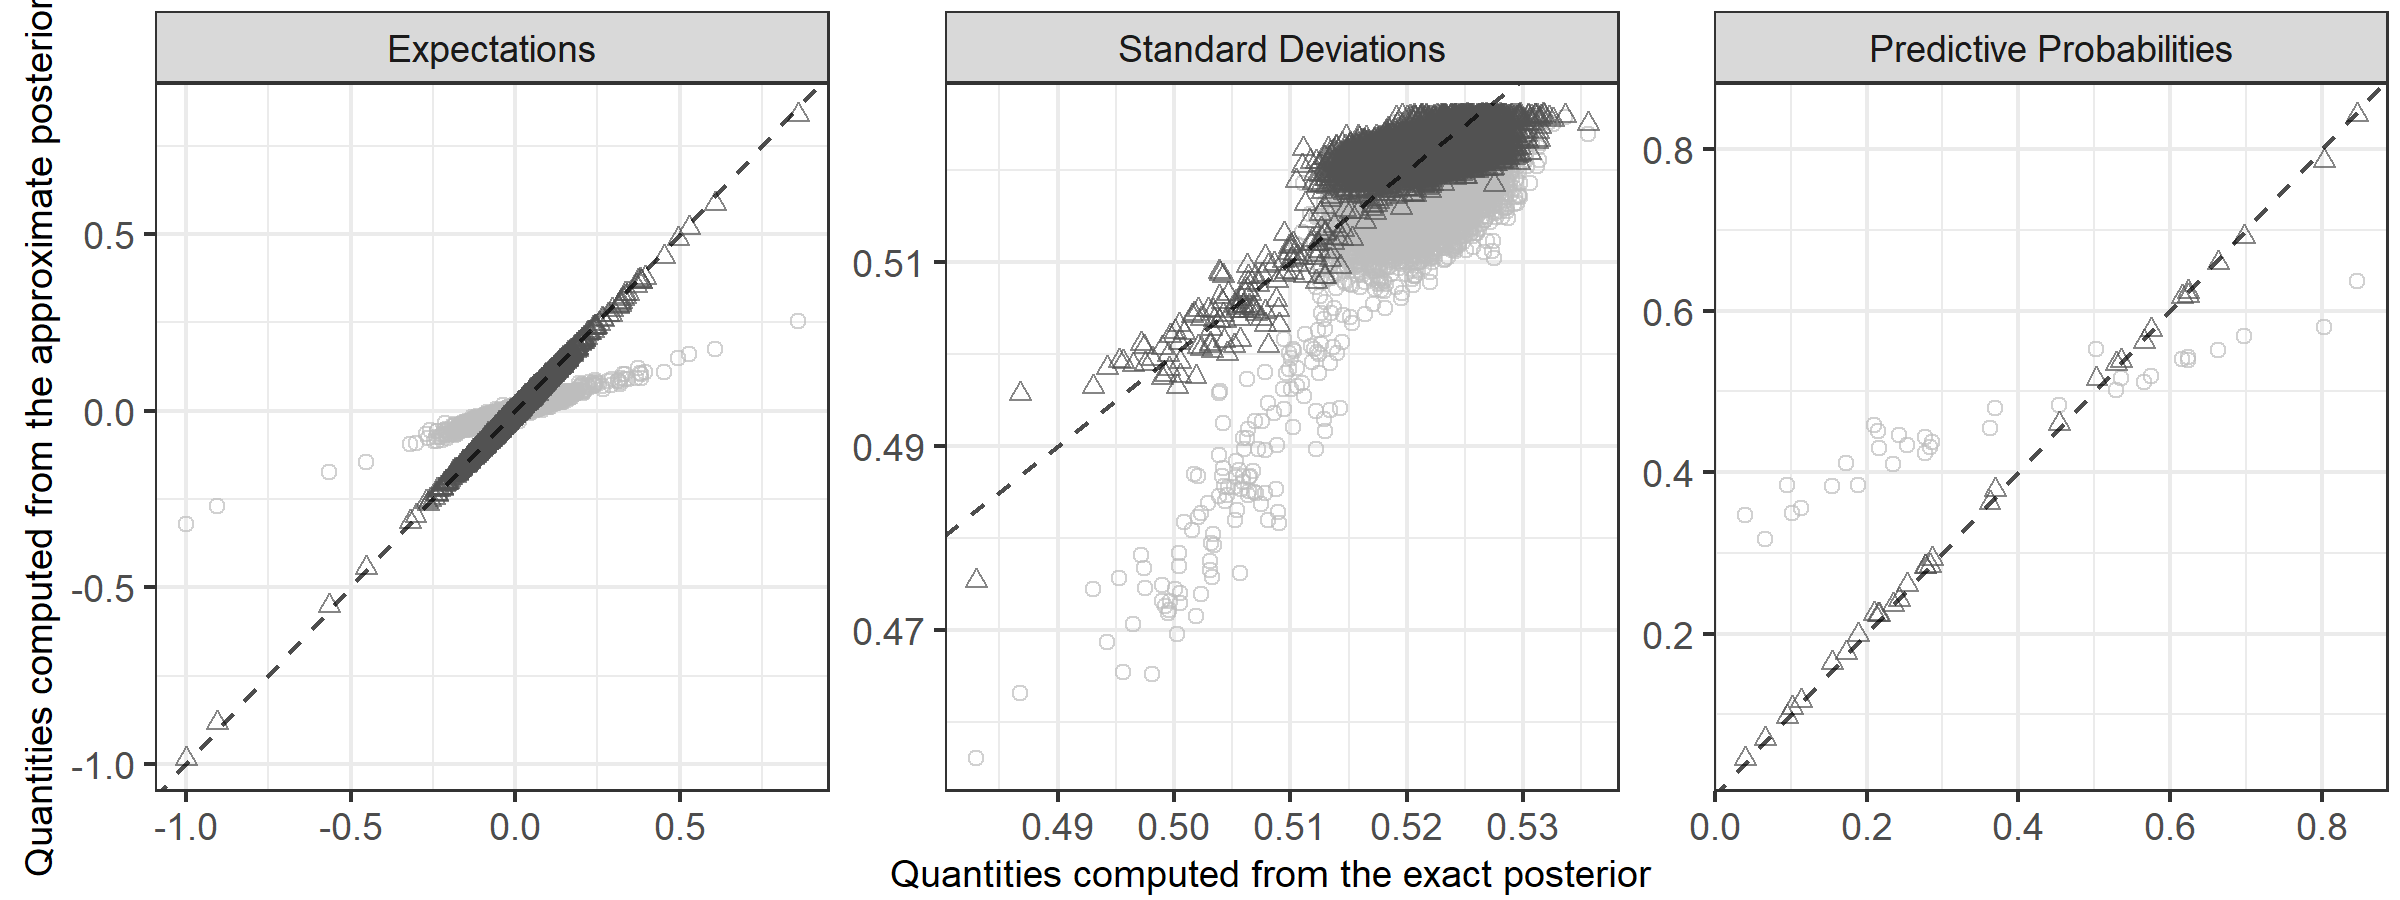 Expectations
Standard Deviations
Predictive Probabilities
Quantities computed from the approximate posterior
0.5
0.0
-0.5
-1.0
0.51
0.49
0.47
0.8
0.6
0.4
0.2
-1.0 -0.5 0.0 0.5
0.49 0.50 0.51 0.52 0.53
0.0 0.2 0.4 0.6 0.8
Quantities computed from the exact posterior